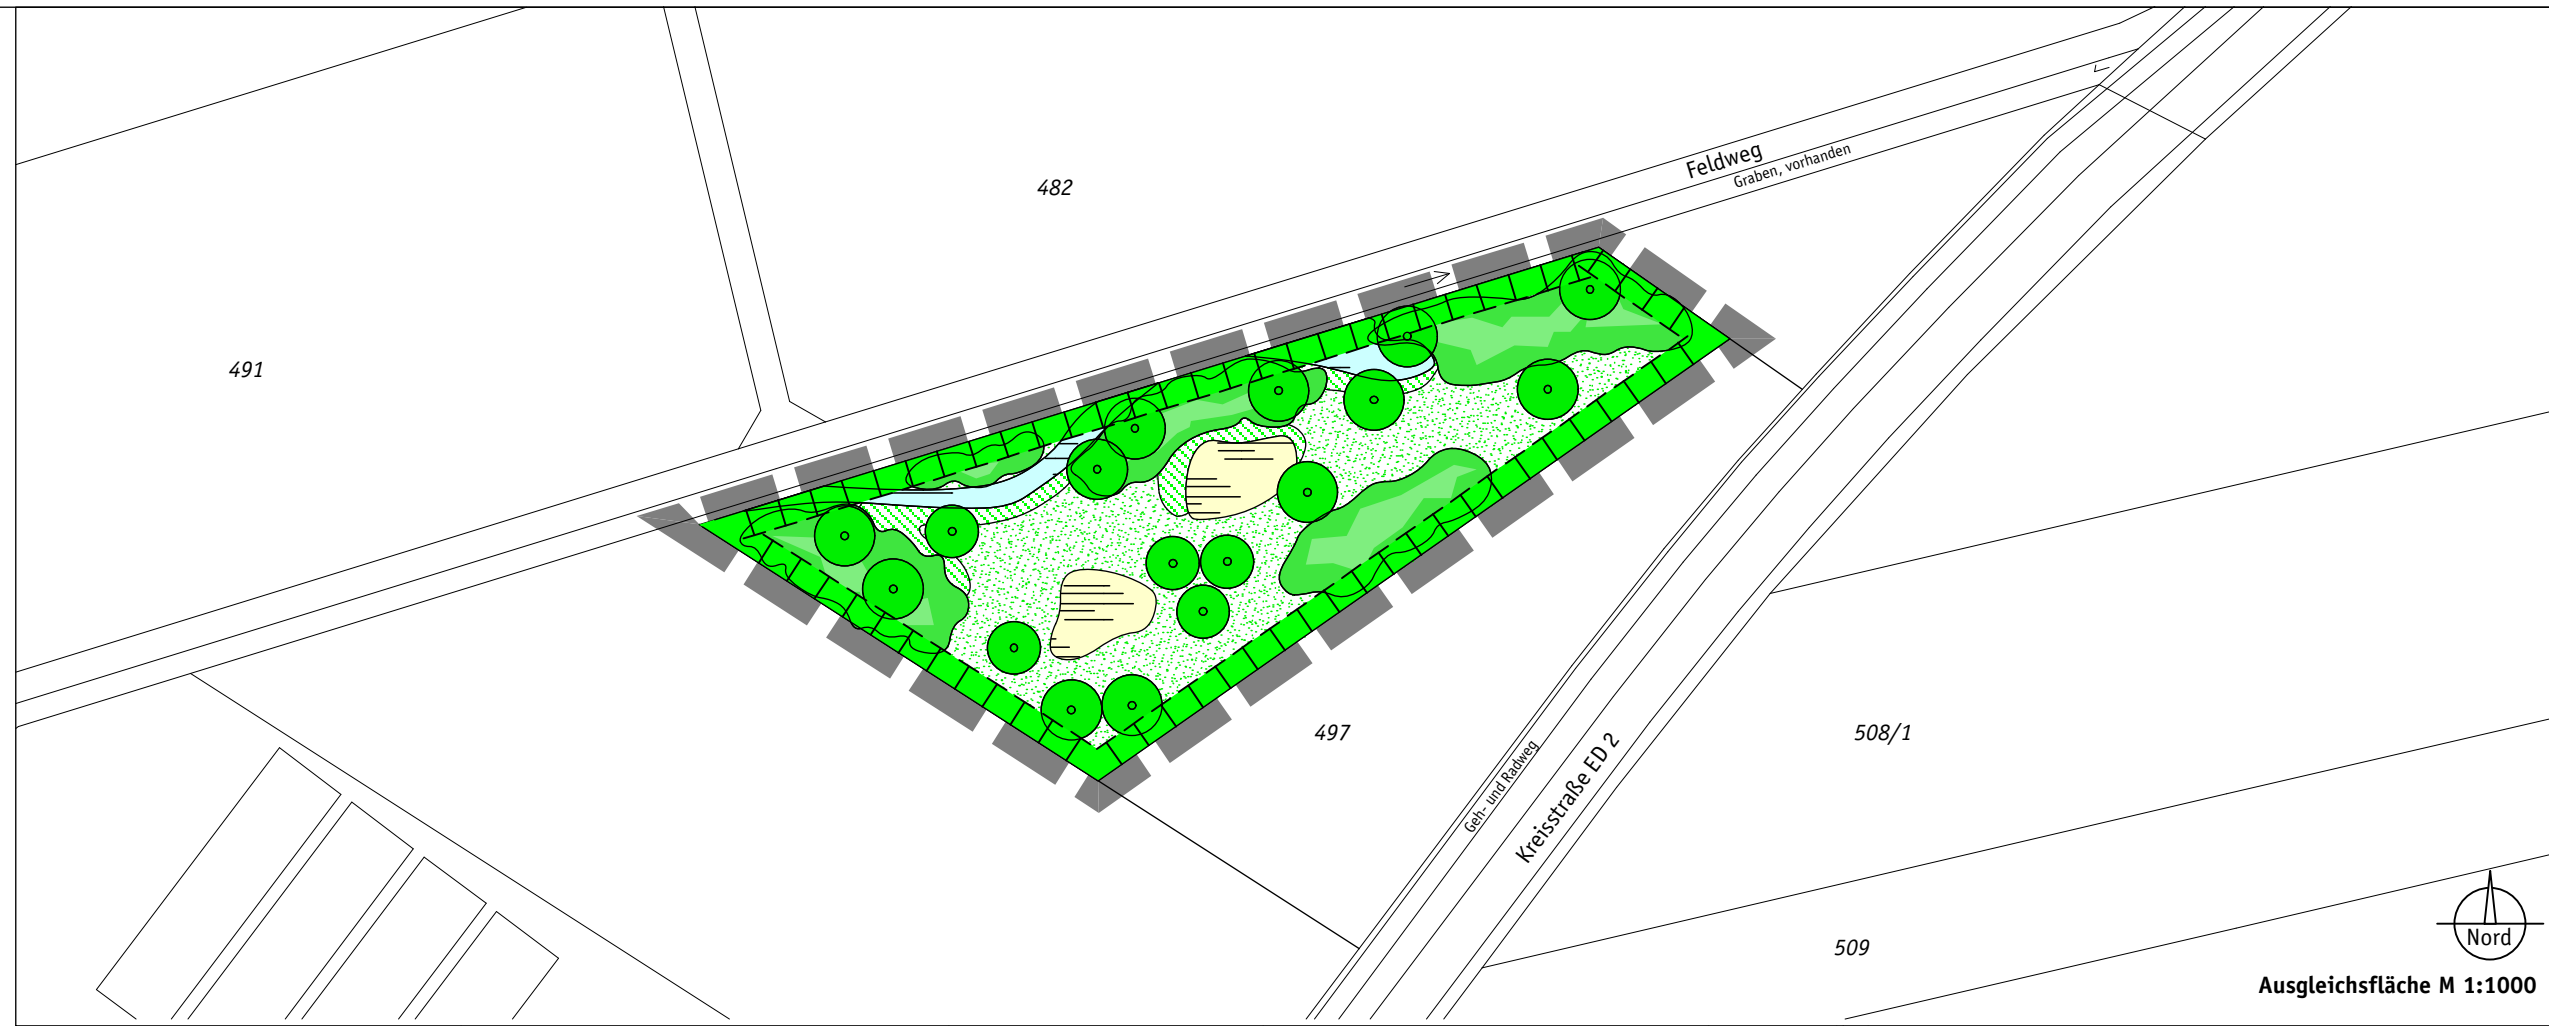 Feldweg
Graben, vorhanden
482
491
497
508/1
Geh- und Radweg
Kreisstraße ED 2
509
Nord
Ausgleichsfläche M 1:1000